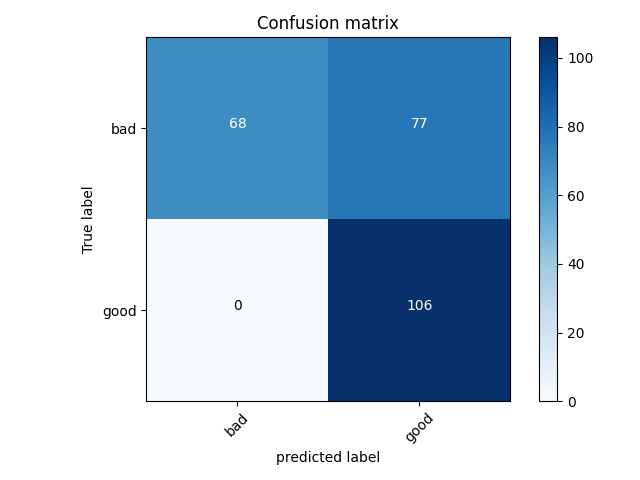 Confusion matrix
True label
bad
68
77
good
0
106
bad
good
predicted label
100
80
60
40
20
0